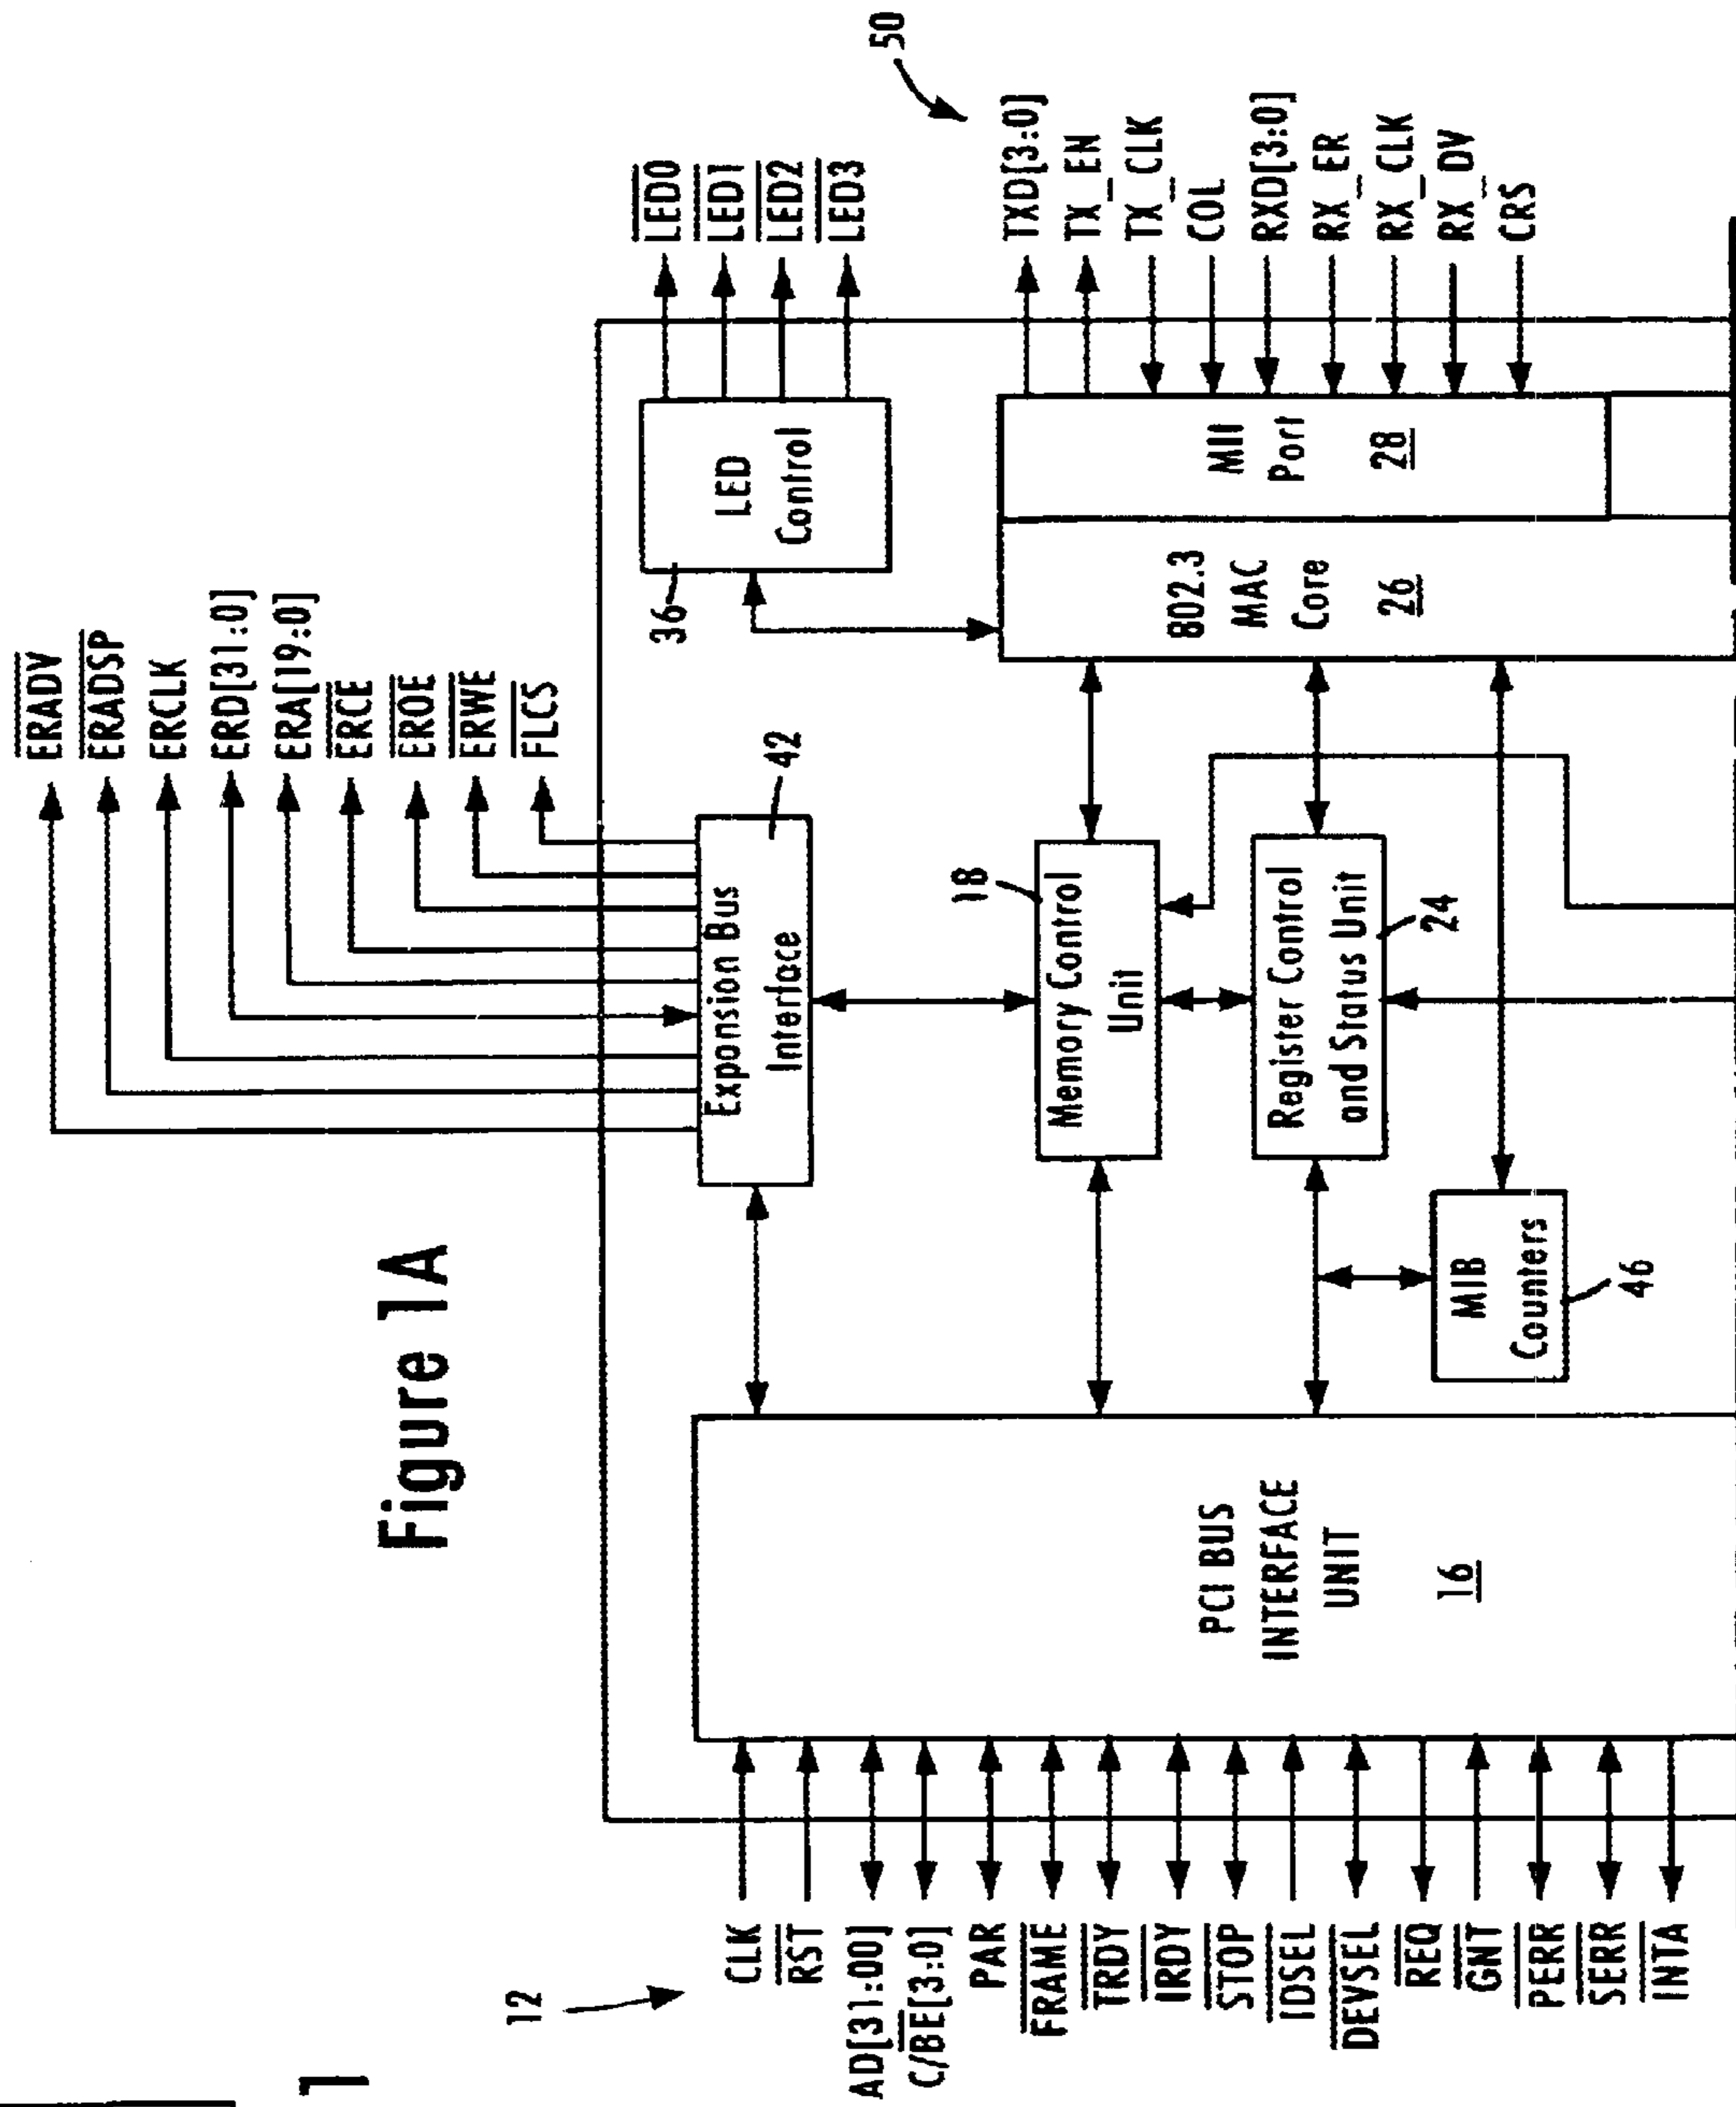 1
Figure 1A
ERADV
ERADSP
ERCLK
ERD[31:0]
ERA[19:0]
ERCE
EROE
ERWE
FLCS
12
CLK
RST
AD[31:00]
C/BE[3:0]
PAR
FRAME
TRDY
IRDY
STOP
IDSEL
DEVSEL
REQ
GNT
PERR
SERR
INTA
PCI BUS
INTERFACE
UNIT
16
Exponsion Bus
Interface
42
18
Memory Control
Unit
Register Control
and Status Unit
24
MIB
Counters
46
36
LED
Control
LED0
LED1
LED2
LED3
802.3
MAC
Core
26
MII
Port
28
50
TXD[3:0]
TX_EN
TX_CLK
COL
RXD[3:0]
RX_ER
RX_CLK
RX_DV
CRS